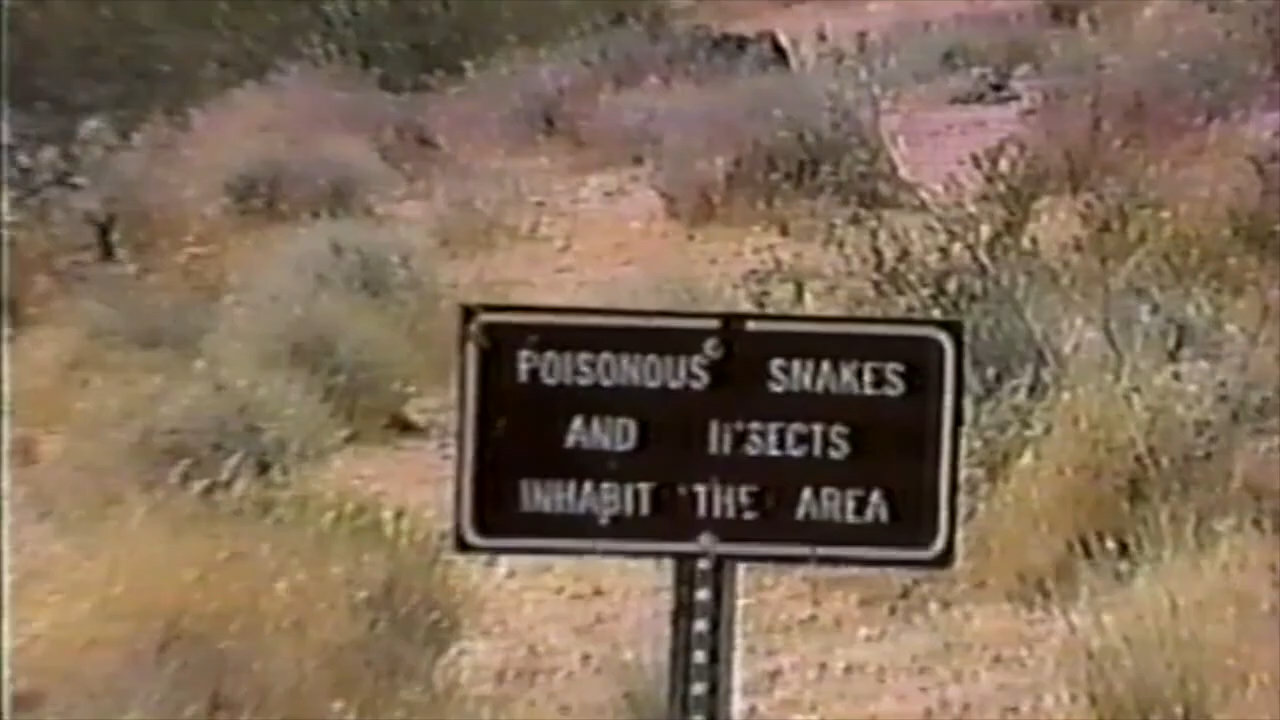 POISONOUS SNAKES
AND INSECTS
INHABIT THE AREA